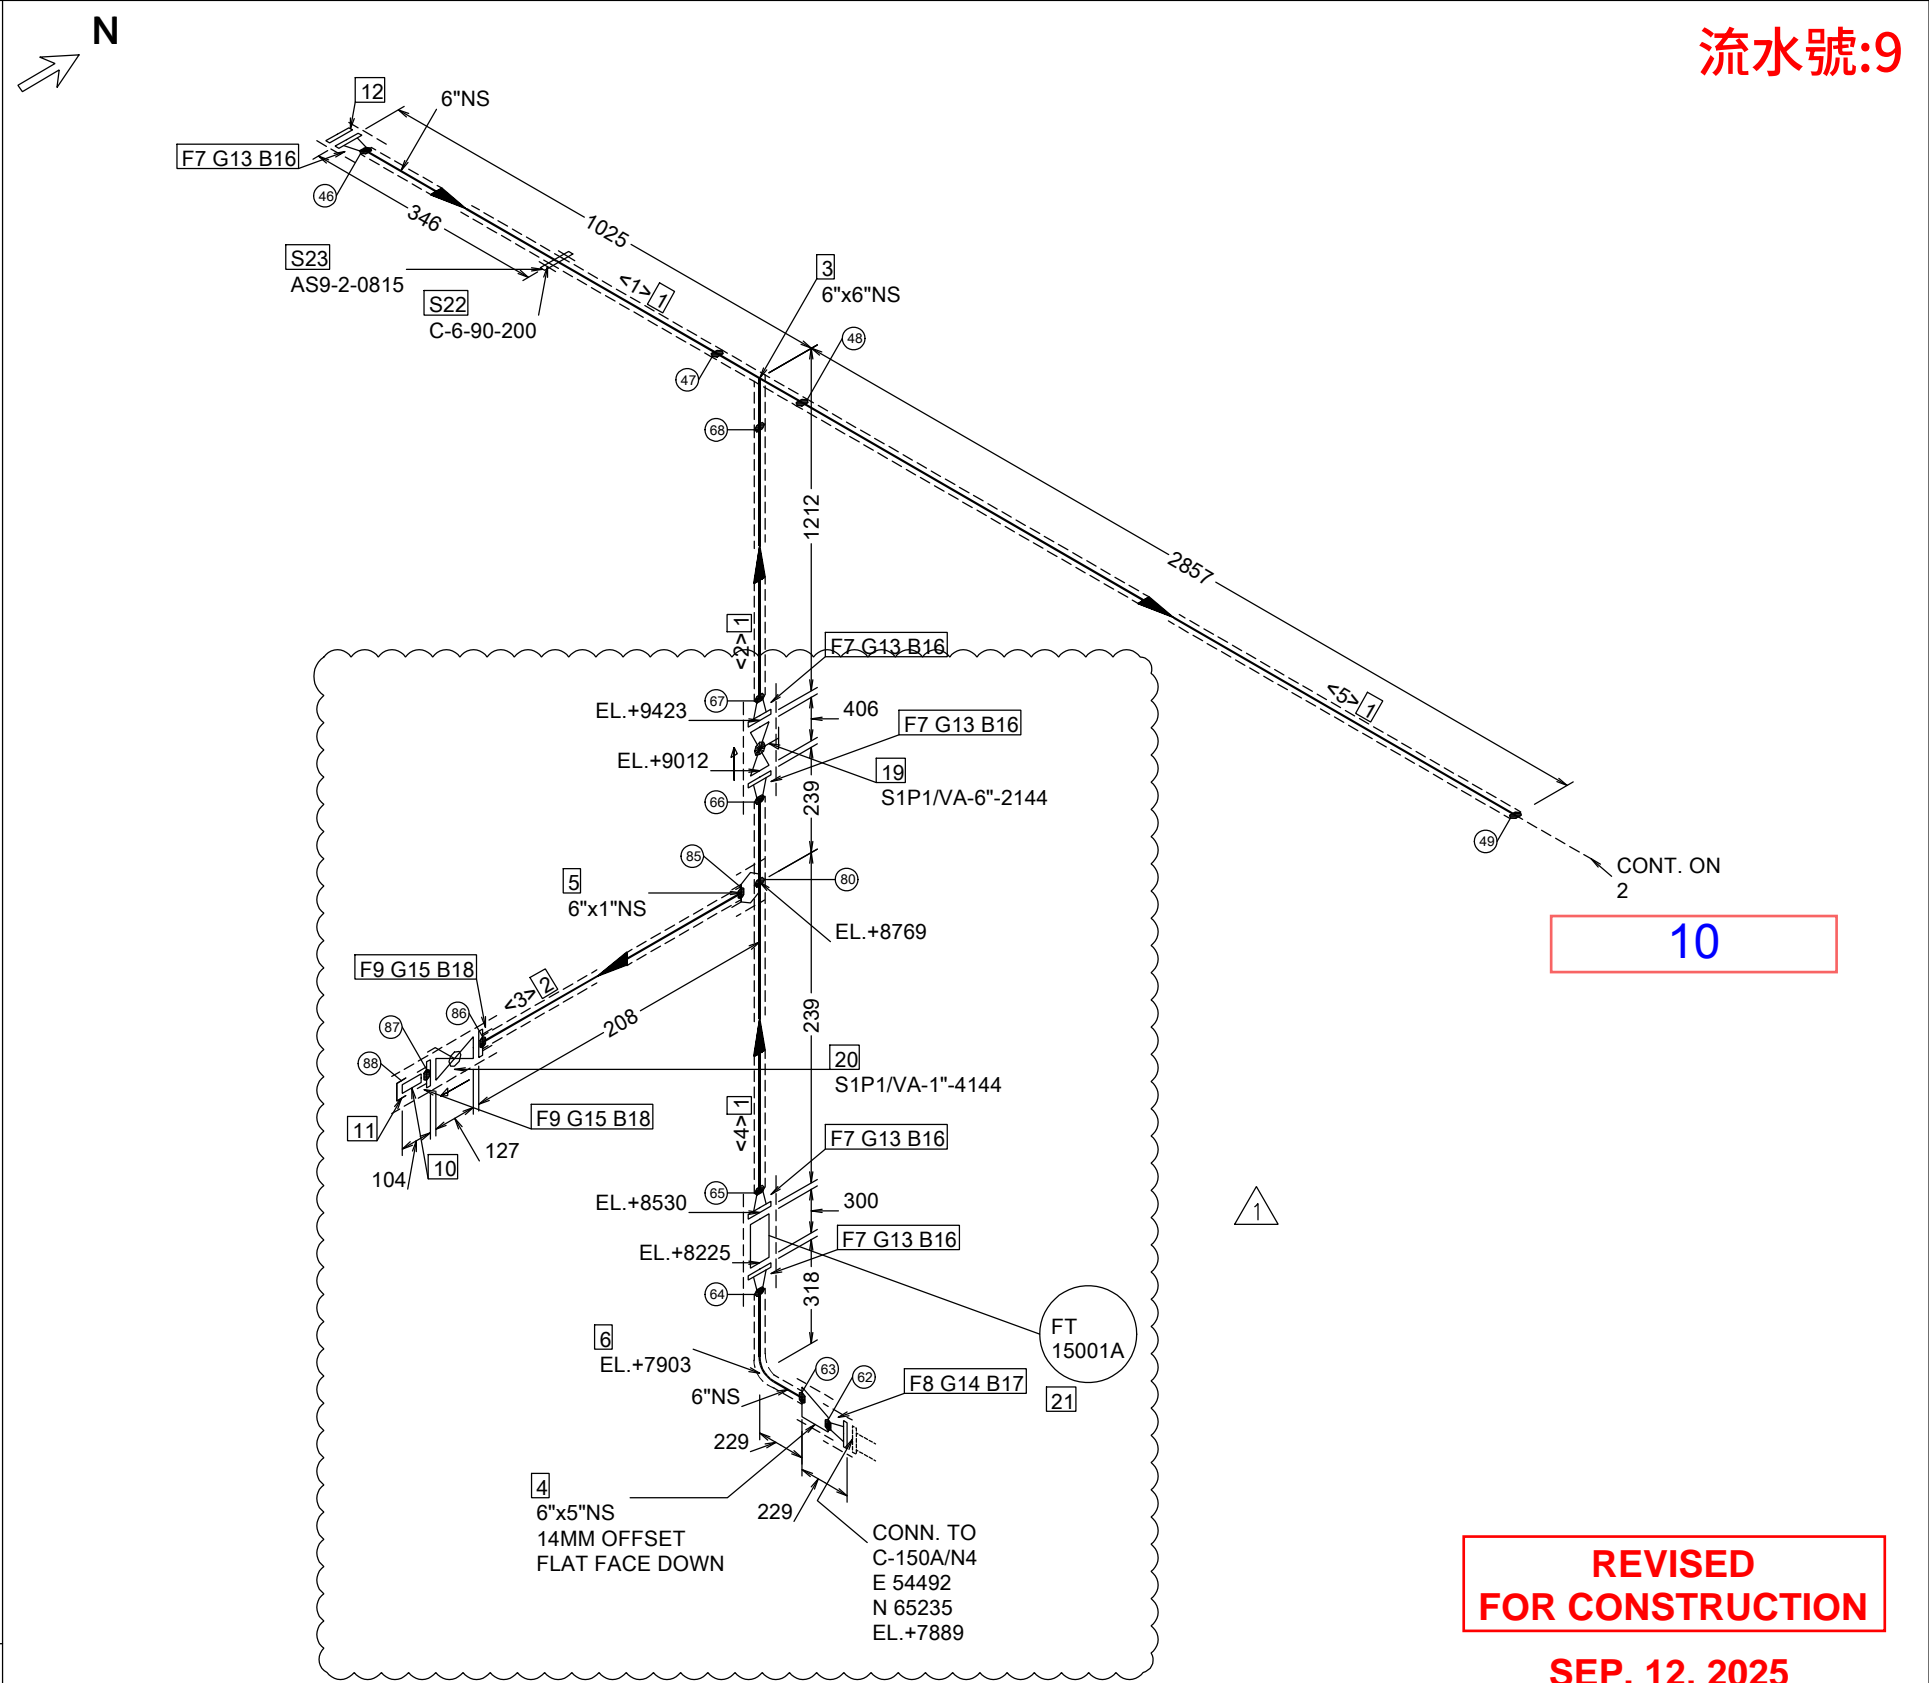 N
流水號:9
12
6"NS
F7 G13 B16
46
346
1025
S23
AS9-2-0815
S22
C-6-90-200
<1> 1
3
6"x6"NS
48
47
68
1212
2857
<2> 1
F7 G13 B16
67
EL.+9423
406
F7 G13 B16
EL.+9012
19
S1P1/VA-6"-2144
66
239
<5> 1
49
CONT. ON
2
10
85
80
5
6"x1"NS
EL.+8769
F9 G15 B18
<3> 2
86
87
88
208
239
20
S1P1/VA-1"-4144
F9 G15 B18
11
127
104
10
<4> 1
F7 G13 B16
65
EL.+8530
300
F7 G13 B16
EL.+8225
64
318
1
FT
15001A
21
6
EL.+7903
63
62
F8 G14 B17
6"NS
229
229
4
6"x5"NS
14MM OFFSET
FLAT FACE DOWN
CONN. TO
C-150A/N4
E 54492
N 65235
EL.+7889
REVISED
FOR CONSTRUCTION
SEP. 12. 2025